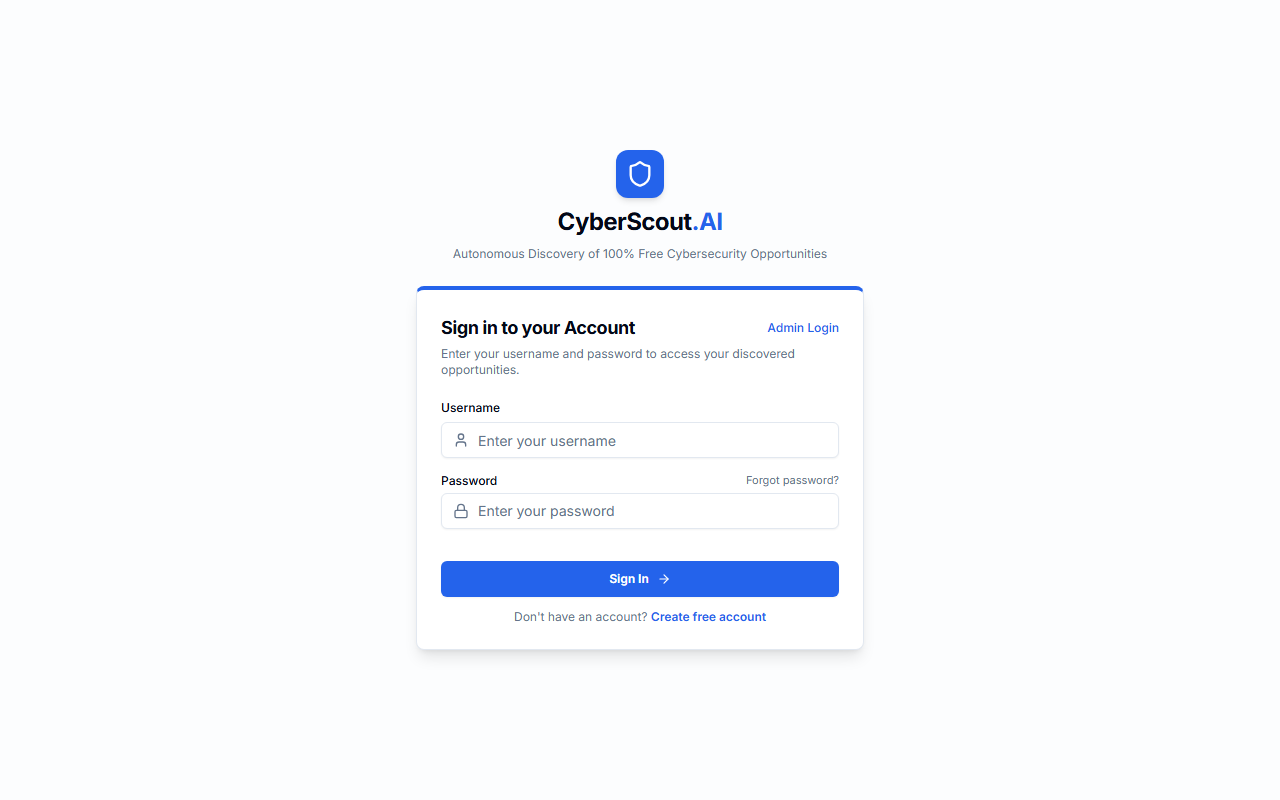 CyberScout.AI
Autonomous Discovery of 100% Free Cybersecurity Opportunities
Sign in to your Account
Admin Login
Enter your username and password to access your discovered
opportunities.
Username
Enter your username
Password
Forgot password?
Enter your password
Sign In
Don't have an account? Create free account